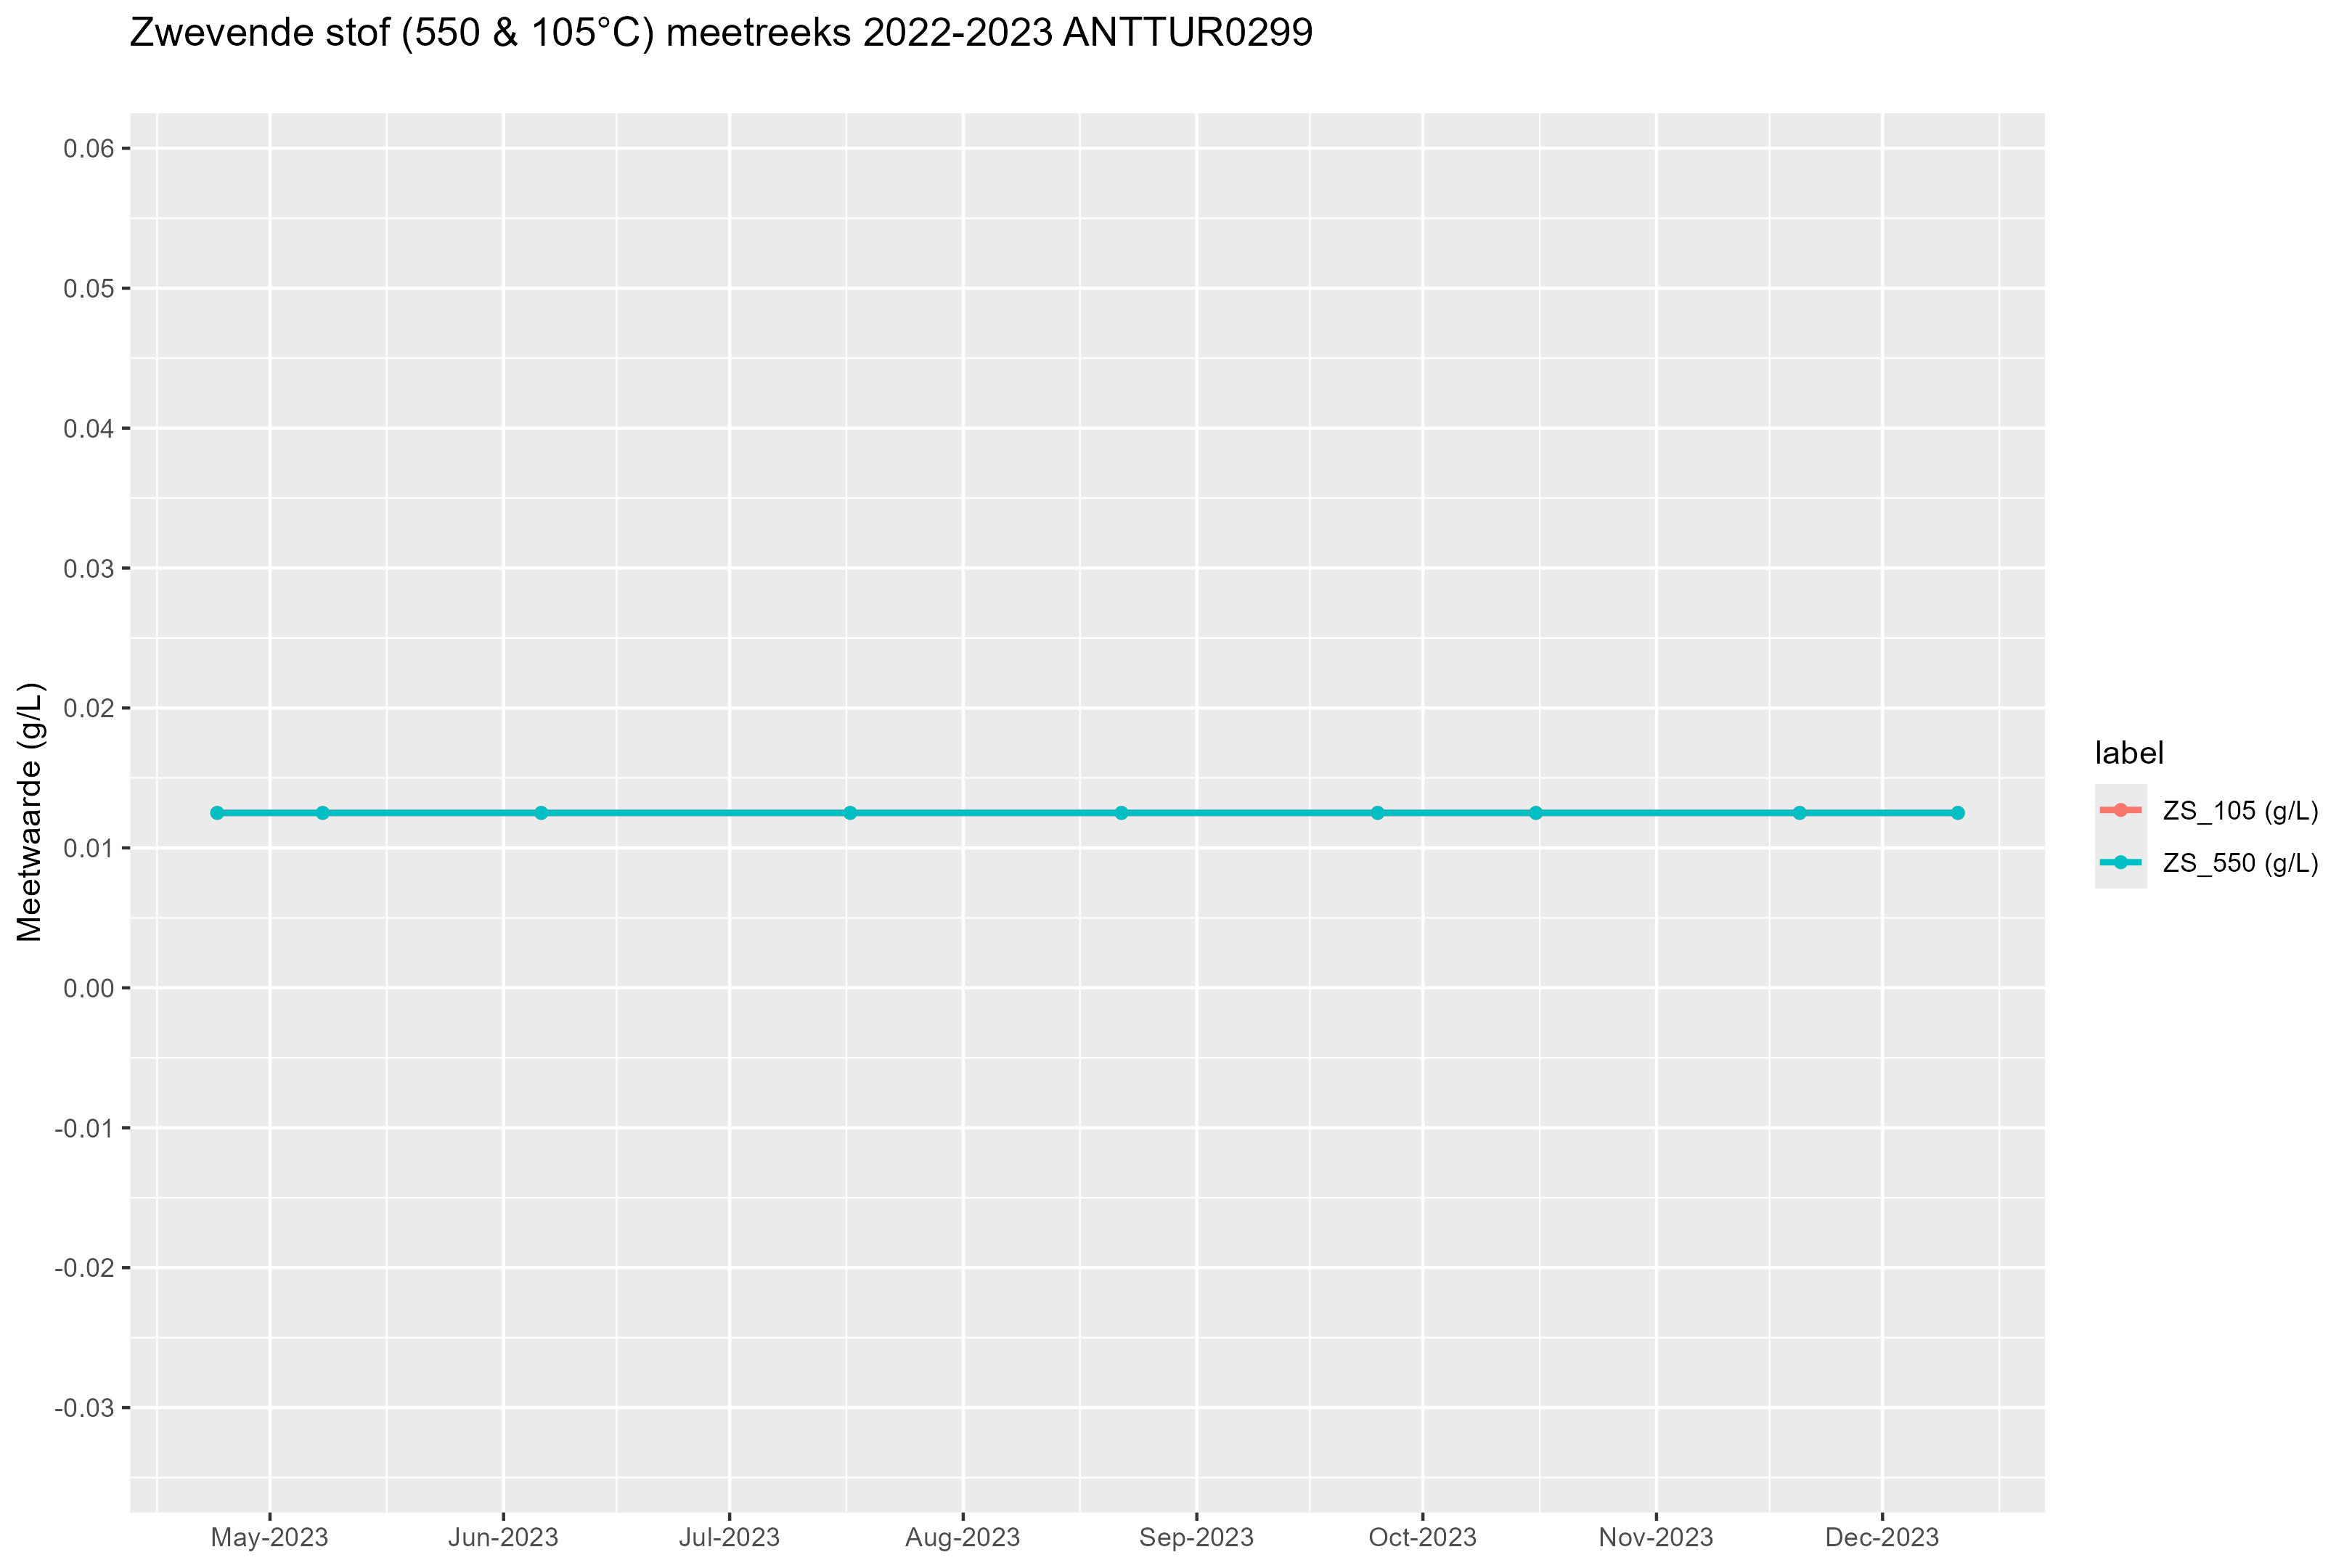 Zwevende stof (550 & 105°C) meetreeks 2022-2023 ANTTUR0299
Meetwaarde (g/L)
0.06
0.05
0.04
0.03
0.02
0.01
0.00
-0.01
-0.02
-0.03
May-2023
Jun-2023
Jul-2023
Aug-2023
Sep-2023
Oct-2023
Nov-2023
Dec-2023
label
ZS_105 (g/L)
ZS_550 (g/L)